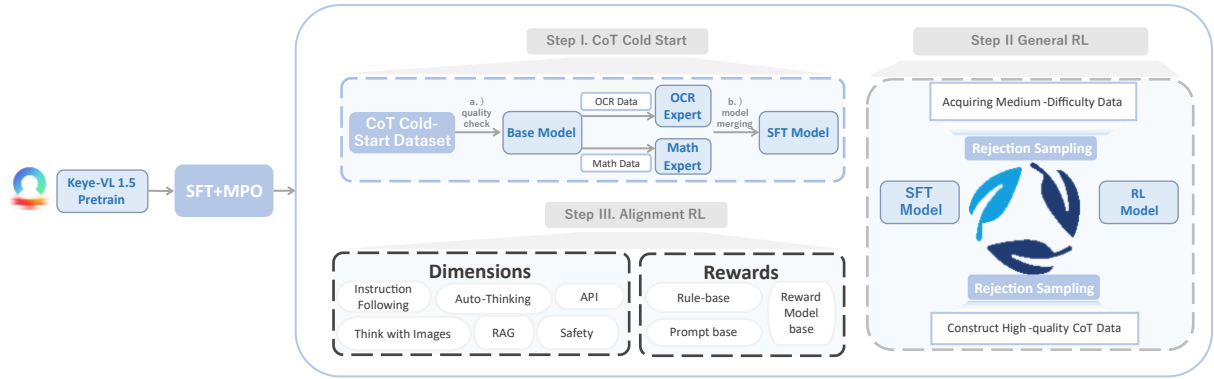 Keye-VL 1.5
Pretrain
SFT+MPO
Step I. CoT Cold Start
CoT Cold-
Start Dataset
a.)
quality
check
Base Model
OCR Data
Math Data
OCR
Expert
Math
Expert
b.)
model
merging
SFT Model
Step II General RL
Acquiring Medium -Difficulty Data
Rejection Sampling
SFT
Model
RL
Model
Rejection Sampling
Construct High -quality CoT Data
Step III. Alignment RL
Dimensions
Instruction
Following
Auto-Thinking
API
Think with Images
RAG
Safety
Rewards
Rule-base
Prompt base
Reward
Model
base